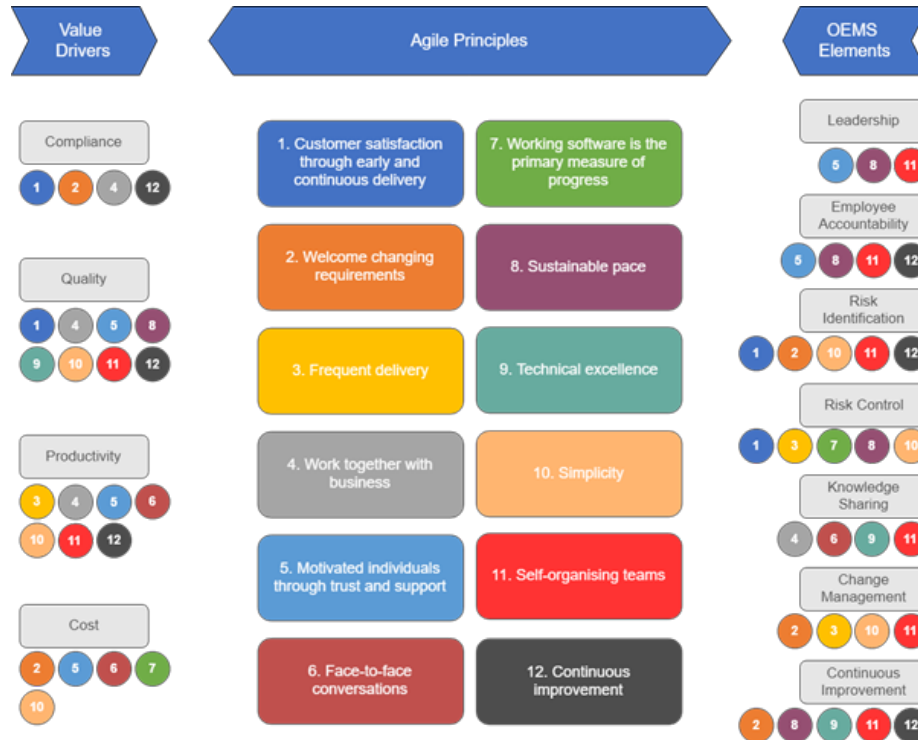 Value
Drivers
Agile Principles
OEMS
Elements
Compliance
1 2 4 12
Quality
1 4 5 8
9 10 11 12
Productivity
3 4 5 6
10 11 12
Cost
2 5 6 7
10
1. Customer satisfaction
through early and
continuous delivery
2. Welcome changing
requirements
3. Frequent delivery
4. Work together with
business
5. Motivated individuals
through trust and support
6. Face-to-face
conversations
7. Working software is the
primary measure of
progress
8. Sustainable pace
9. Technical excellence
10. Simplicity
11. Self-organising teams
12. Continuous
improvement
Leadership
5 8 11
Employee
Accountability
5 8 11 12
Risk
Identification
1 2 10 11 12
Risk Control
1 3 7 8 10
Knowledge
Sharing
4 6 9 11
Change
Management
2 3 10 11
Continuous
Improvement
2 8 9 11 12